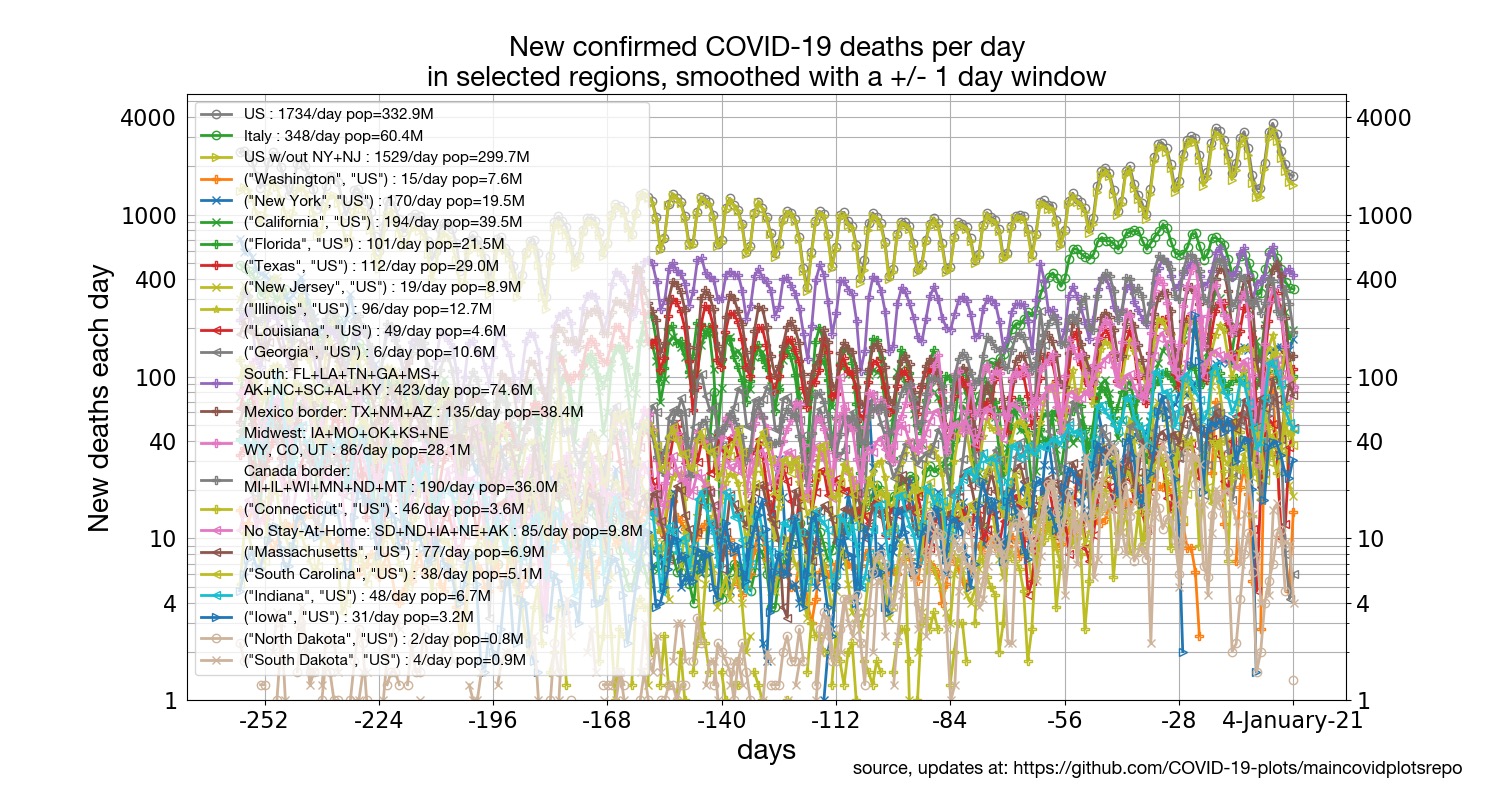 New confirmed COVID-19 deaths per day
in selected regions, smoothed with a +/- 1 day window
New deaths each day
4000
1000
400
100
40
10
4
1
US : 1734/day pop=332.9M
Italy : 348/day pop=60.4M
US w/out NY+NJ : 1529/day pop=299.7M
("Washington", "US") : 15/day pop=7.6M
("New York", "US") : 170/day pop=19.5M
("California", "US") : 194/day pop=39.5M
("Florida", "US") : 101/day pop=21.5M
("Texas", "US") : 112/day pop=29.0M
("New Jersey", "US") : 19/day pop=8.9M
("Illinois", "US") : 96/day pop=12.7M
("Louisiana", "US") : 49/day pop=4.6M
("Georgia", "US") : 6/day pop=10.6M
South: FL+LA+TN+GA+MS+
AK+NC+SC+AL+KY : 423/day pop=74.6M
Mexico border: TX+NM+AZ : 135/day pop=38.4M
Midwest: IA+MO+OK+KS+NE
WY, CO, UT : 86/day pop=28.1M
Canada border:
MI+IL+WI+MN+ND+MT : 190/day pop=36.0M
("Connecticut", "US") : 46/day pop=3.6M
No Stay-At-Home: SD+ND+IA+NE+AK : 85/day pop=9.8M
("Massachusetts", "US") : 77/day pop=6.9M
("South Carolina", "US") : 38/day pop=5.1M
("Indiana", "US") : 48/day pop=6.7M
("Iowa", "US") : 31/day pop=3.2M
("North Dakota", "US") : 2/day pop=0.8M
("South Dakota", "US") : 4/day pop=0.9M
4000
1000
400
100
40
10
4
1
-252 -224 -196 -168 -140 -112 -84 -56 -28 4-January-21
days
source, updates at: https://github.com/COVID-19-plots/maincovidplotsrepo